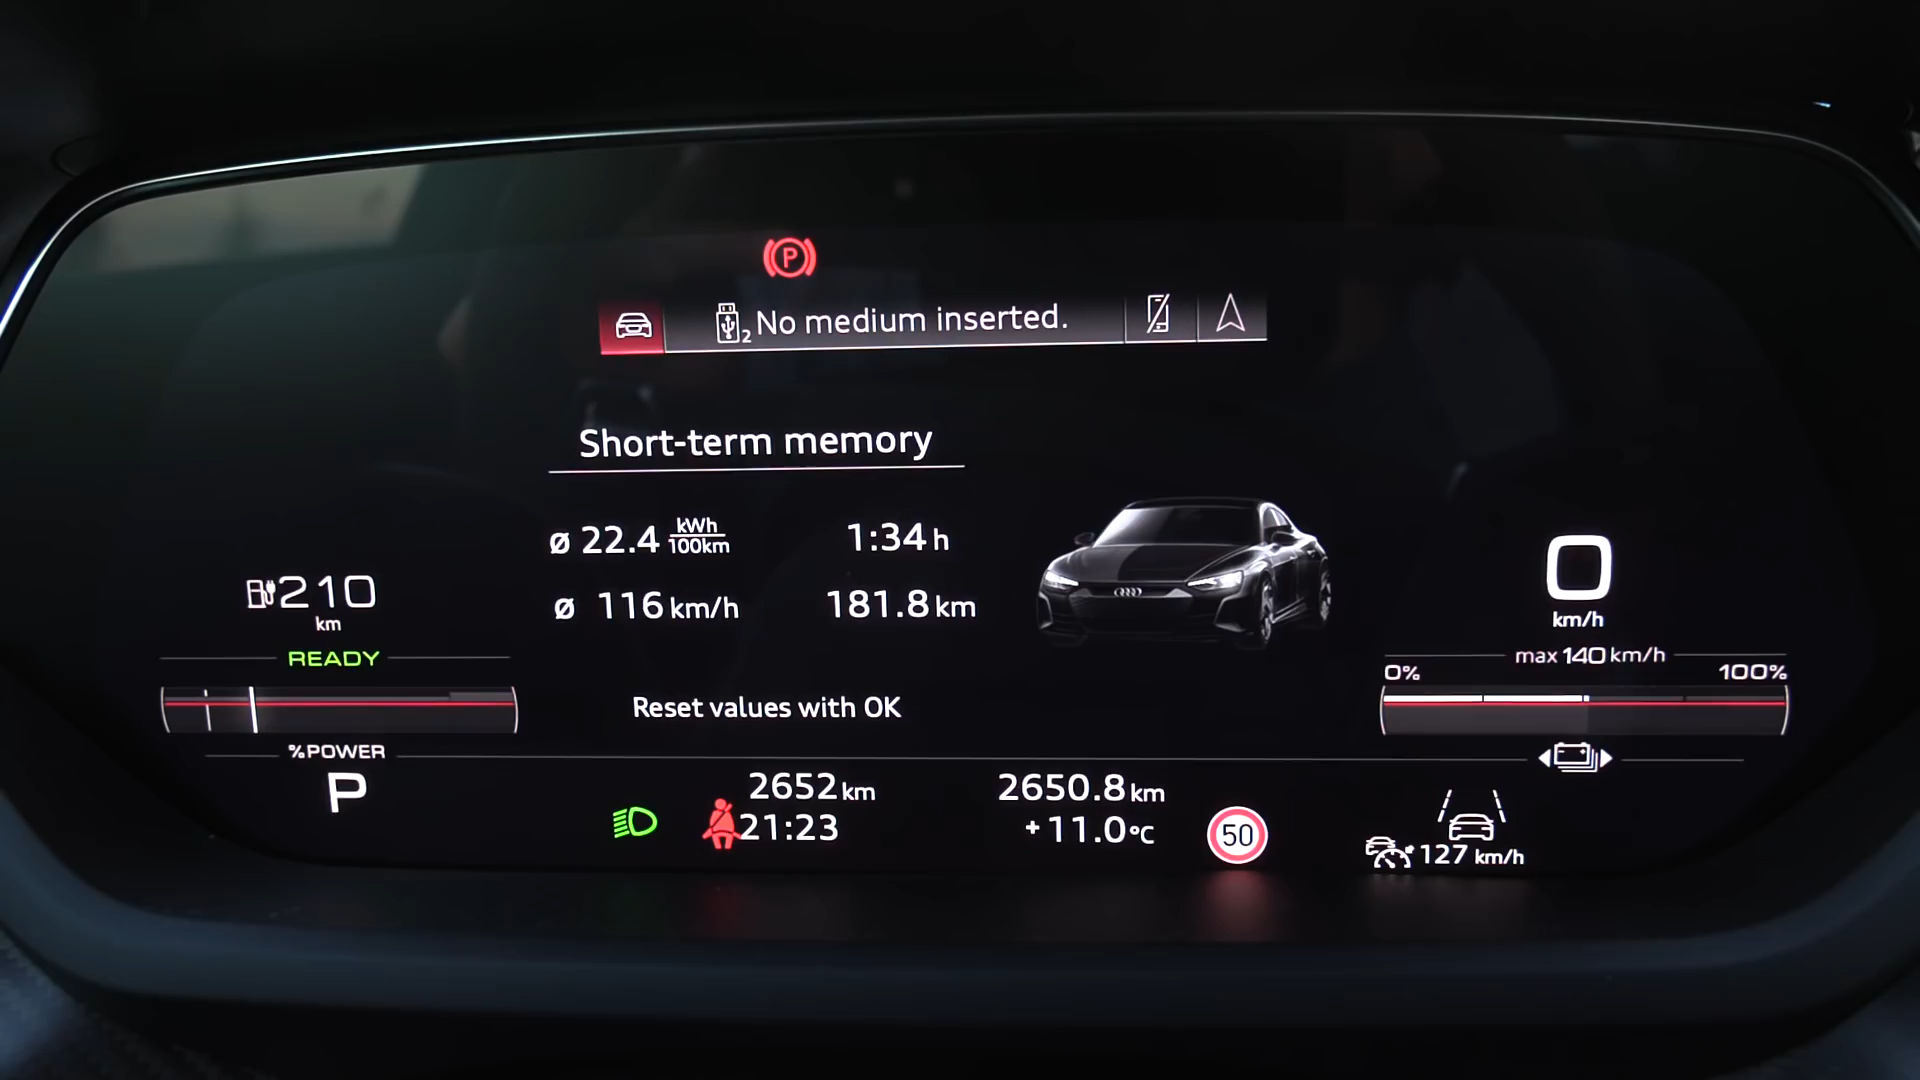 P
2 No medium inserted.
Short-term memory
ø 22.4 kWh/100km 1:34 h
ø 116 km/h 181.8 km
Reset values with OK
210
km
READY
%POWER
P
0
km/h
max 140 km/h
0% 100%
2652 km 2650.8 km
21:23 +11.0 °C
50
127 km/h